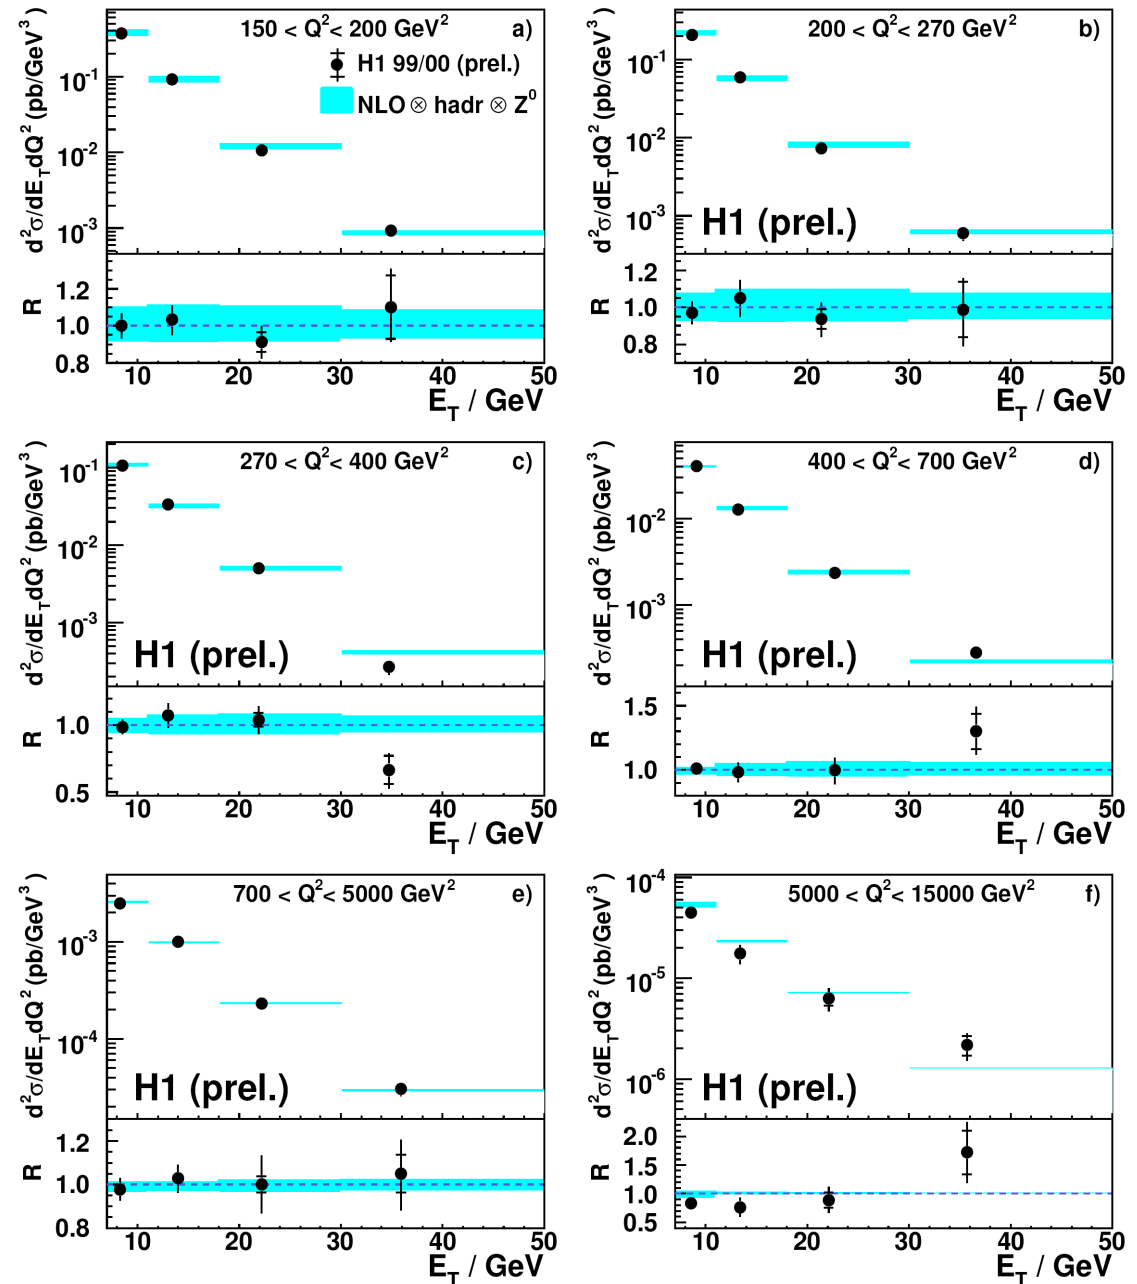 d²σ/dE_TdQ² (pb/GeV³)
150 < Q² < 200 GeV² a)
H1 99/00 (prel.)
NLO ⊗ hadr ⊗ Z⁰
10⁻¹
10⁻²
10⁻³
R
1.2
1.0
0.8
10 20 30 40 50
E_T / GeV
d²σ/dE_TdQ² (pb/GeV³)
200 < Q² < 270 GeV² b)
10⁻¹
10⁻²
10⁻³
H1 (prel.)
R
1.2
1.0
0.8
10 20 30 40 50
E_T / GeV
d²σ/dE_TdQ² (pb/GeV³)
270 < Q² < 400 GeV² c)
10⁻¹
10⁻²
10⁻³
H1 (prel.)
R
1.0
0.5
10 20 30 40 50
E_T / GeV
d²σ/dE_TdQ² (pb/GeV³)
400 < Q² < 700 GeV² d)
10⁻²
10⁻³
H1 (prel.)
R
1.5
1.0
10 20 30 40 50
E_T / GeV
d²σ/dE_TdQ² (pb/GeV³)
700 < Q² < 5000 GeV² e)
10⁻³
10⁻⁴
H1 (prel.)
R
1.2
1.0
0.8
10 20 30 40 50
E_T / GeV
d²σ/dE_TdQ² (pb/GeV³)
5000 < Q² < 15000 GeV² f)
10⁻⁴
10⁻⁵
10⁻⁶
H1 (prel.)
R
2.0
1.5
1.0
0.5
10 20 30 40 50
E_T / GeV